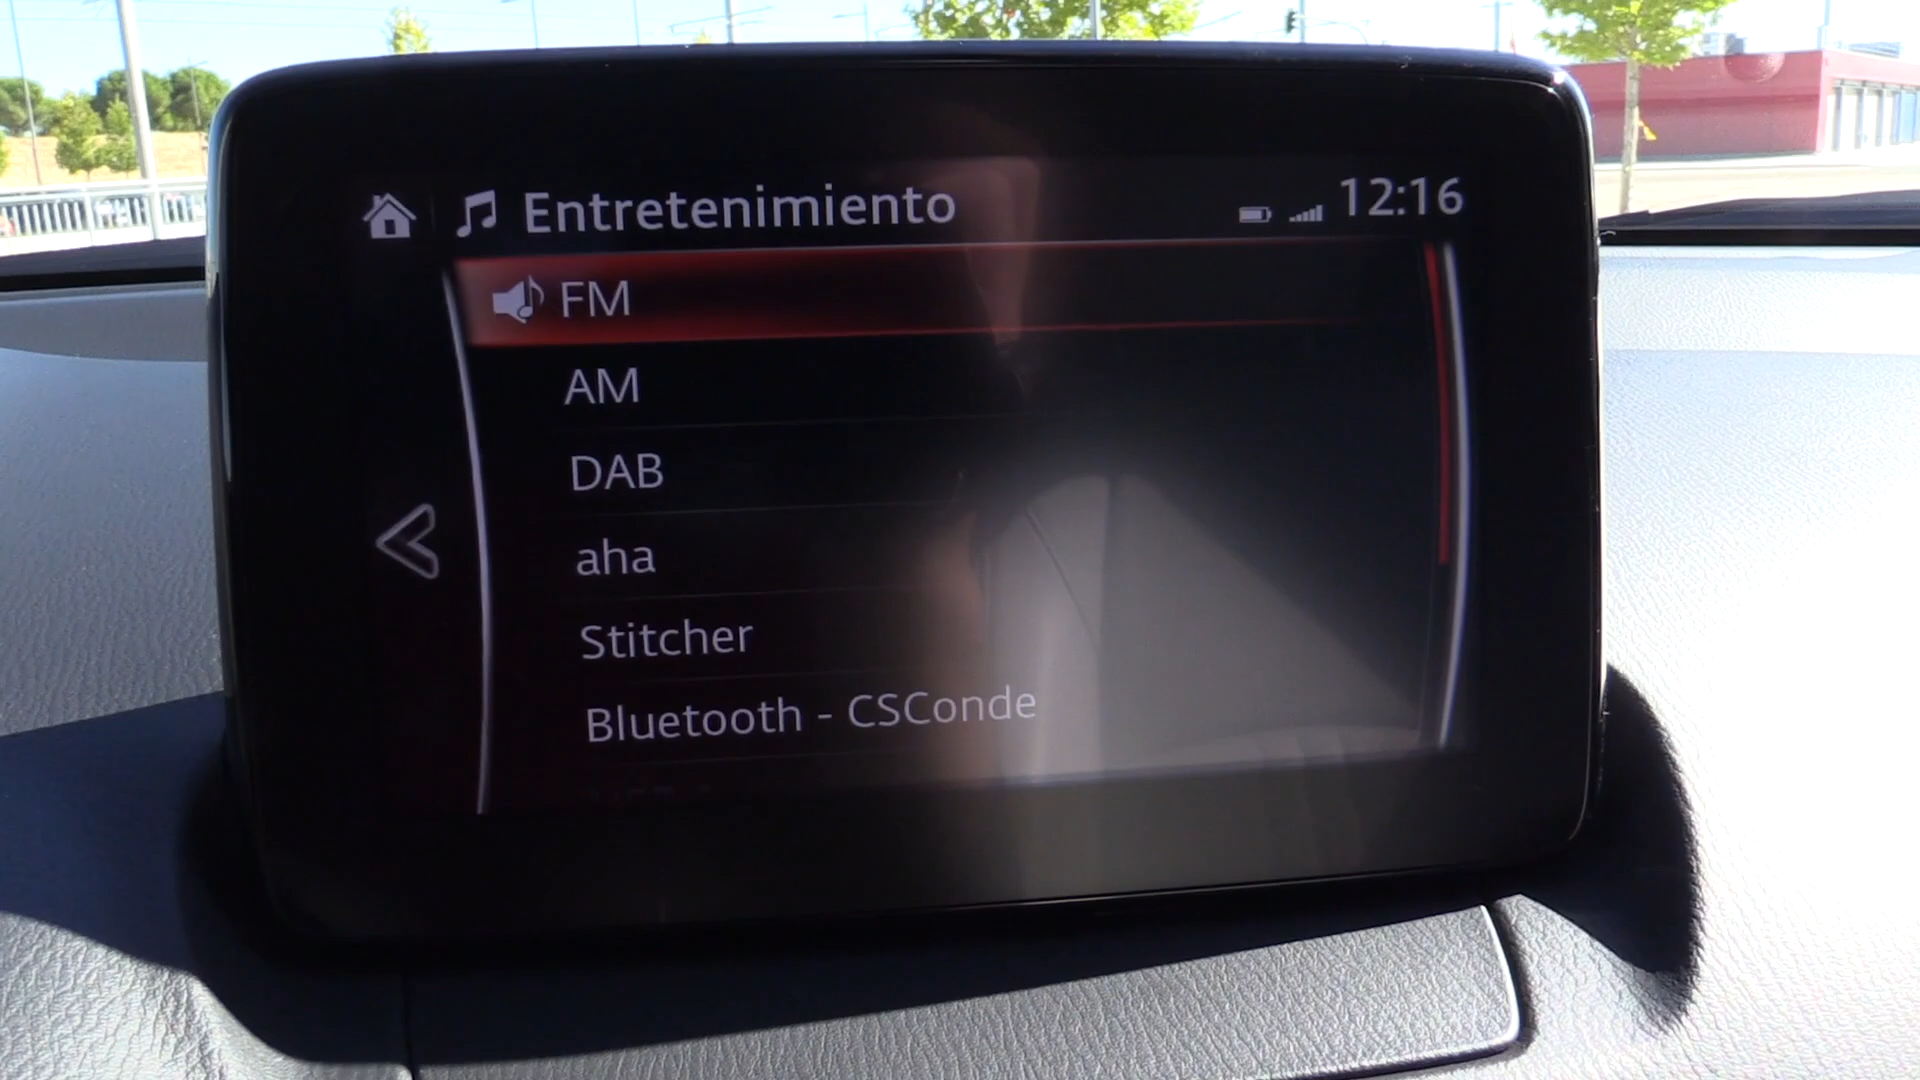 Entretenimiento 12:16
FM
AM
DAB
aha
Stitcher
Bluetooth - CSConde